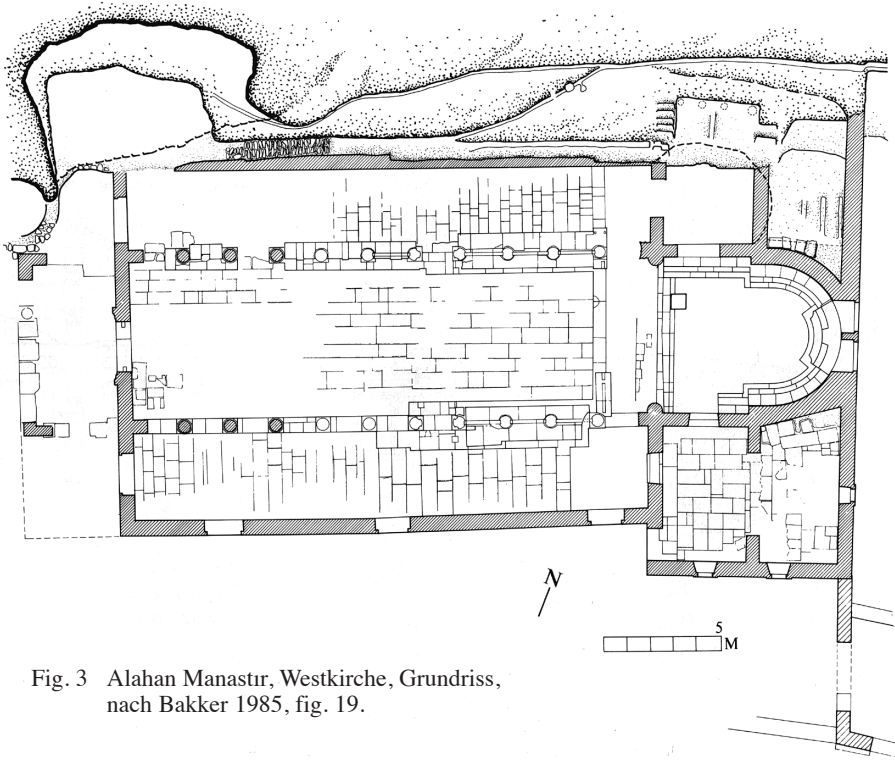 N
5
M
Fig. 3 Alahan Manastır, Westkirche, Grundriss,
nach Bakker 1985, fig. 19.